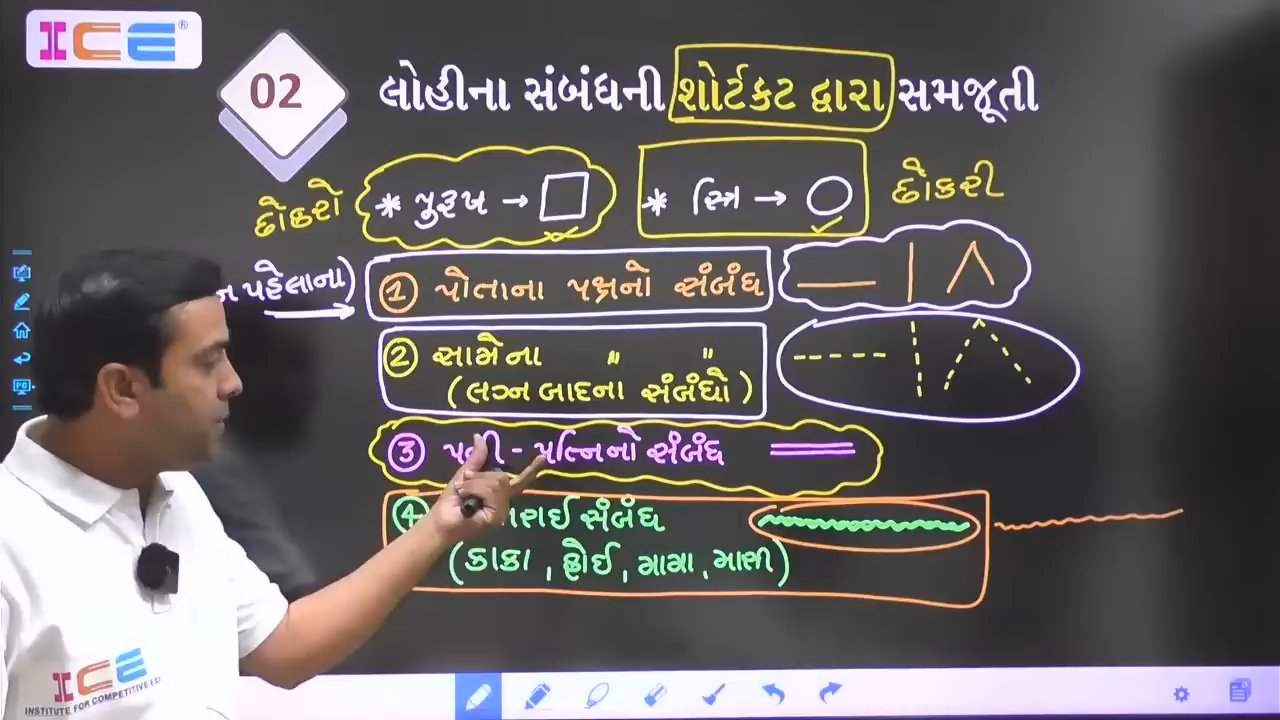 ICE®
02 લોહીના સંબંધની શોર્ટકટ દ્વારા સમજૂતી
છોકરો * પુરૂષ → * સ્ત્રિ → છોકરી
પહેલાના) ① પોતાના પક્ષનો સંબંધ
② સામેના " "
(લગ્ન બાદના સંબંધો)
③ - પત્નિનો સંબંધ
④ સંબંધ
(કાકા, ફોઈ, મામા, માસી)
ICE
INSTITUTE FOR COMPETITIVE